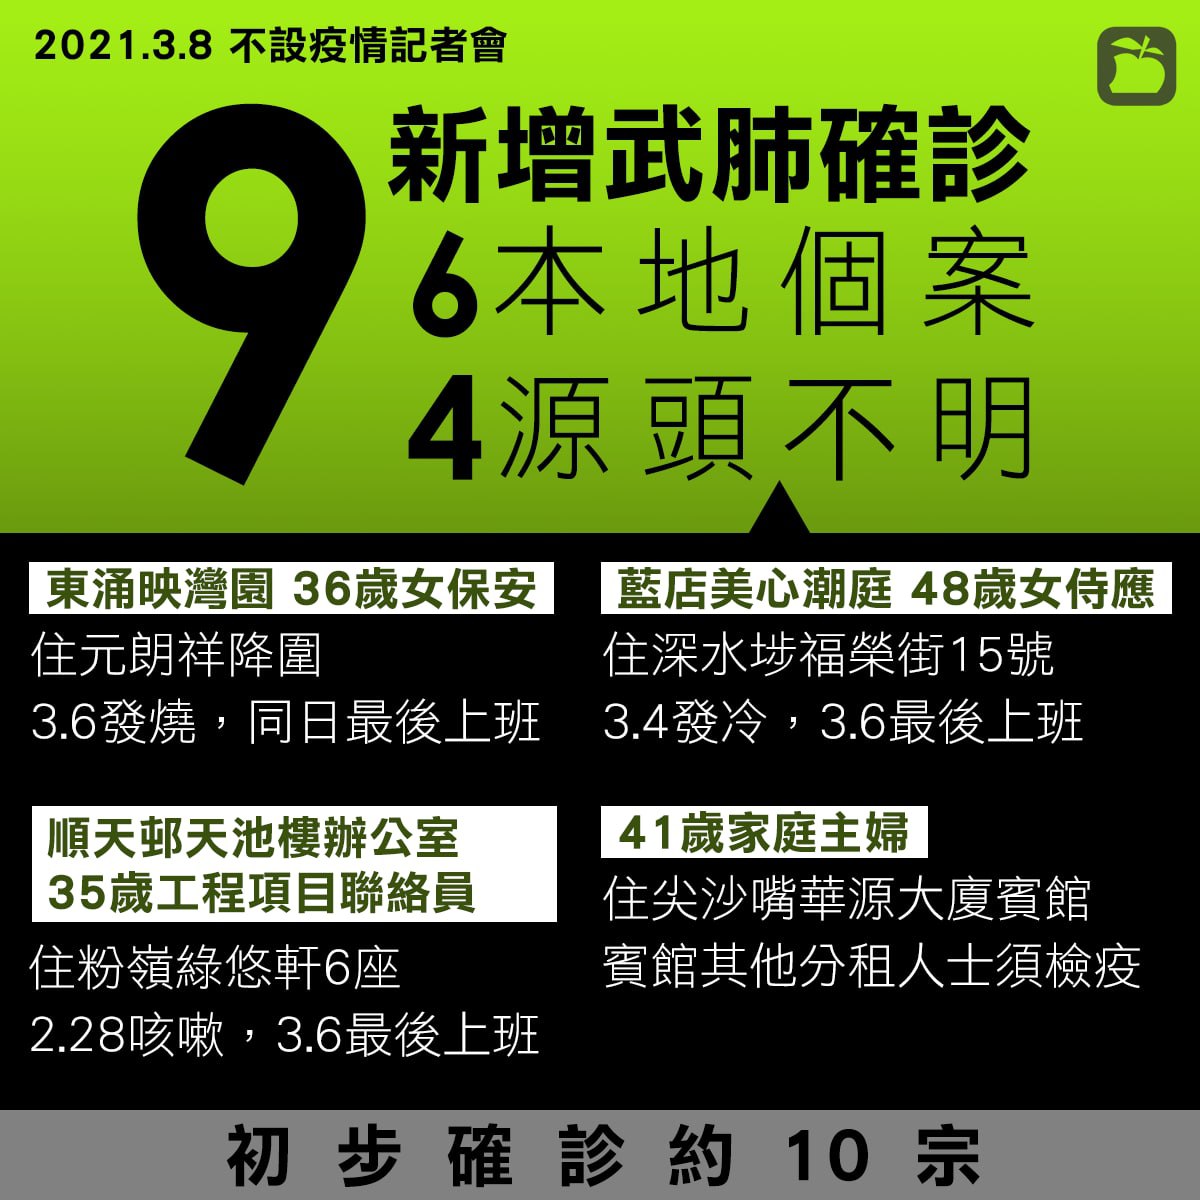 2021.3.8 不設疫情記者會
9
新增武肺確診
6本地個案
4源頭不明
東涌映灣園 36歲女保安
住元朗祥降圍
3.6發燒，同日最後上班
藍店美心潮庭 48歲女侍應
住深水埗福榮街15號
3.4發冷，3.6最後上班
順天邨天池樓辦公室
35歲工程項目聯絡員
住粉嶺綠悠軒6座
2.28咳嗽，3.6最後上班
41歲家庭主婦
住尖沙嘴華源大廈賓館
賓館其他分租人士須檢疫
初步確診約10宗